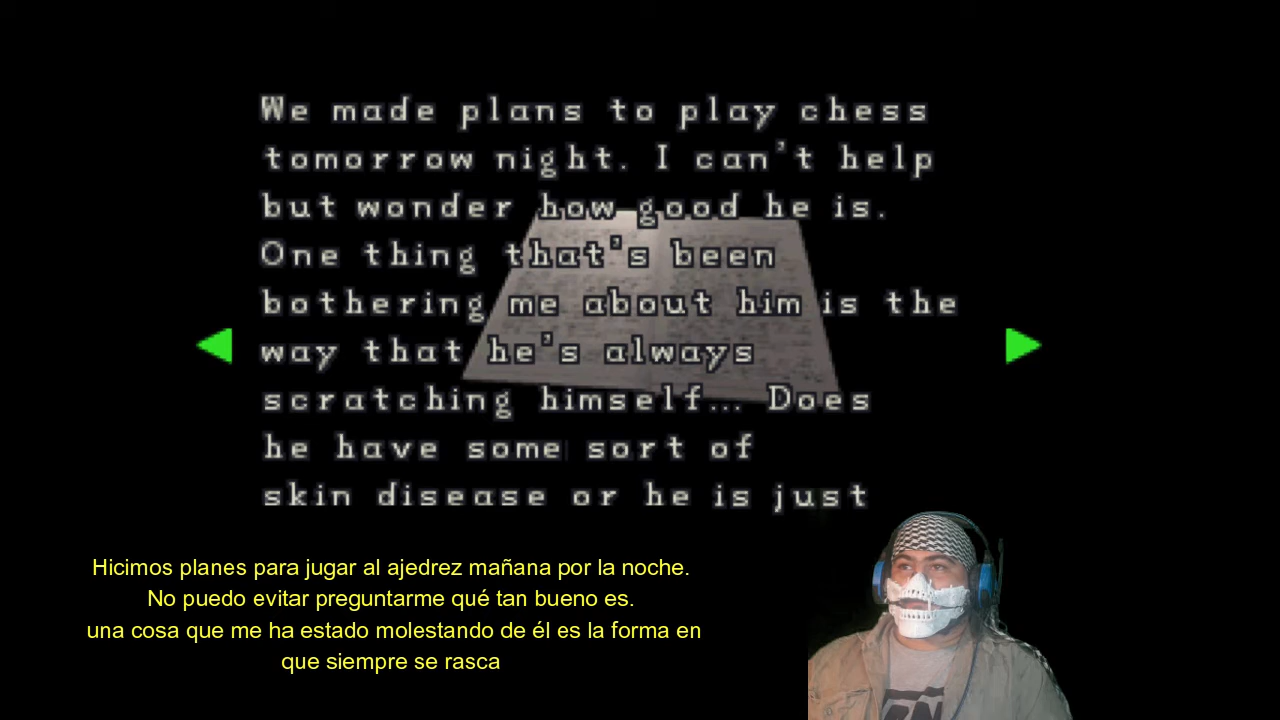 We made plans to play chess
tomorrow night. I can't help
but wonder how good he is.
One thing that's been
bothering me about him is the
way that he's always
scratching himself... Does
he have some sort of
skin disease or he is just
Hicimos planes para jugar al ajedrez mañana por la noche.
No puedo evitar preguntarme qué tan bueno es.
una cosa que me ha estado molestando de él es la forma en
que siempre se rasca